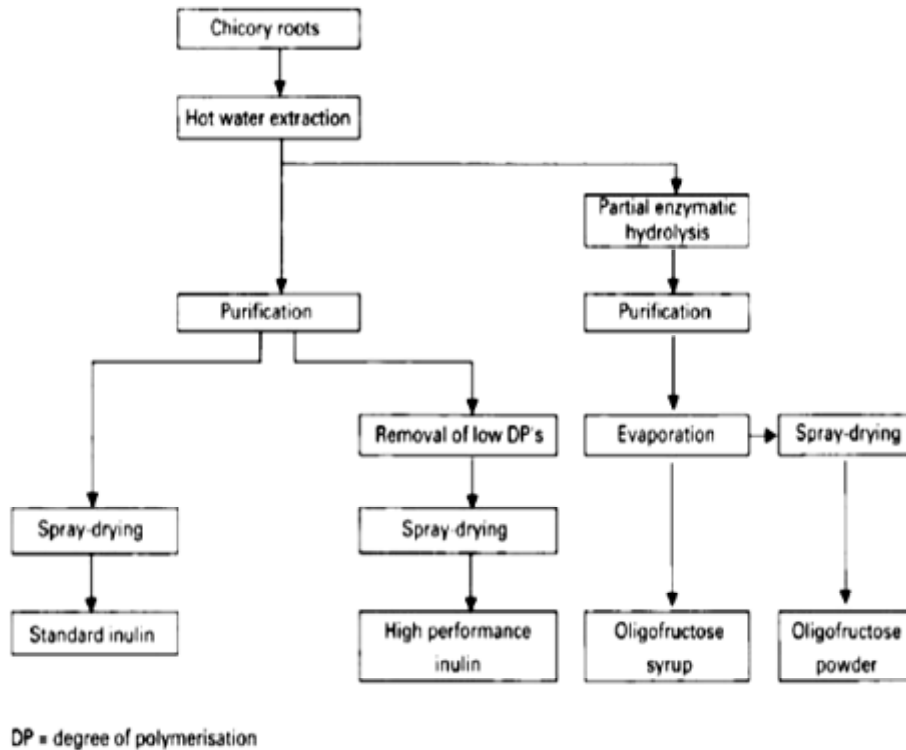 Chicory roots
Hot water extraction
Partial enzymatic
hydrolysis
Purification
Purification
Removal of low DP's
Evaporation
Spray-drying
Spray-drying
Spray-drying
Standard inulin
High performance
inulin
Oligofructose
syrup
Oligofructose
powder
DP = degree of polymerisation